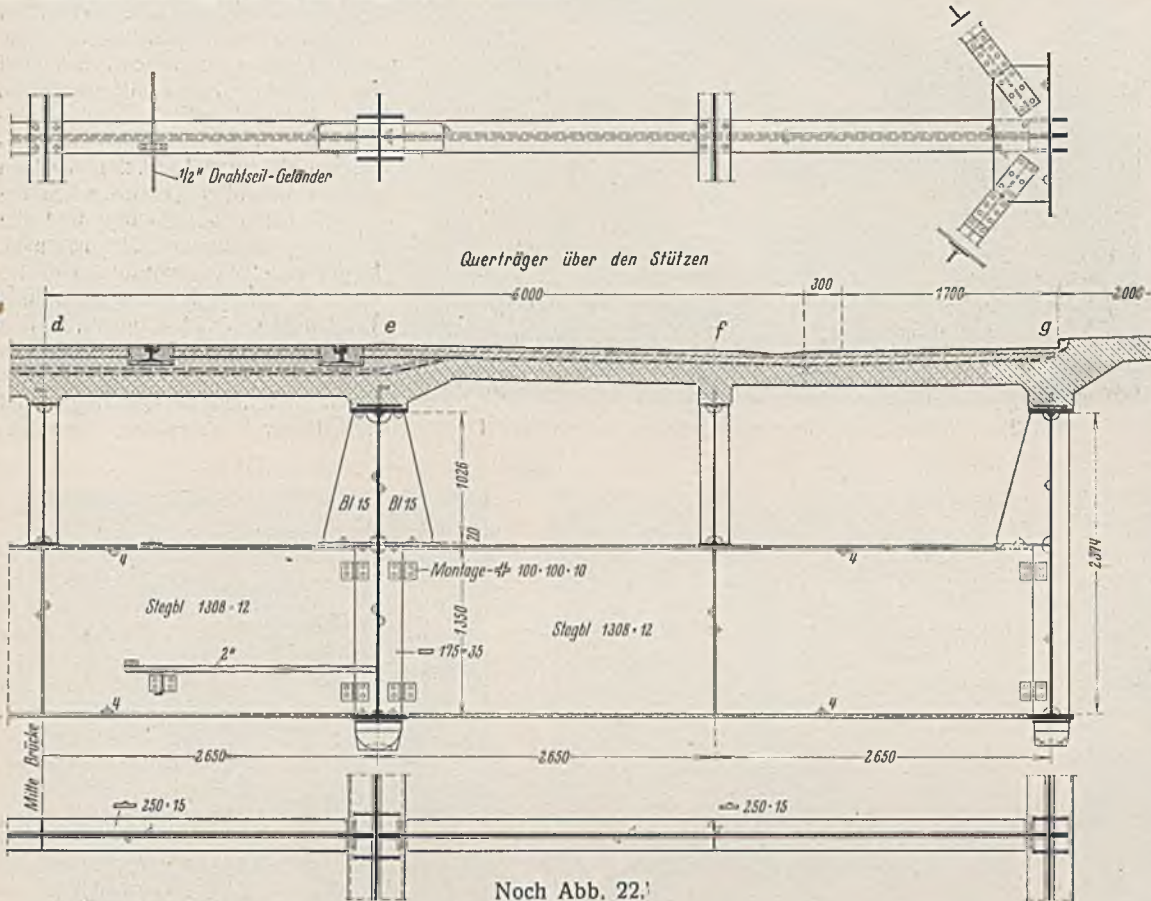 1/2" Drahtseil-Geländer
Querträger über den Stützen
6000 300 1700 2000
d e f g
1026
Bl 15 Bl 15
20
2374
4 4
Montage- 100·100·10
Stegbl 1308·12
1350
Stegbl 1308·12
175·35
2"
4 4
Mitte Brücke
2650 2650 2650
250·15 250·15
Noch Abb. 22.